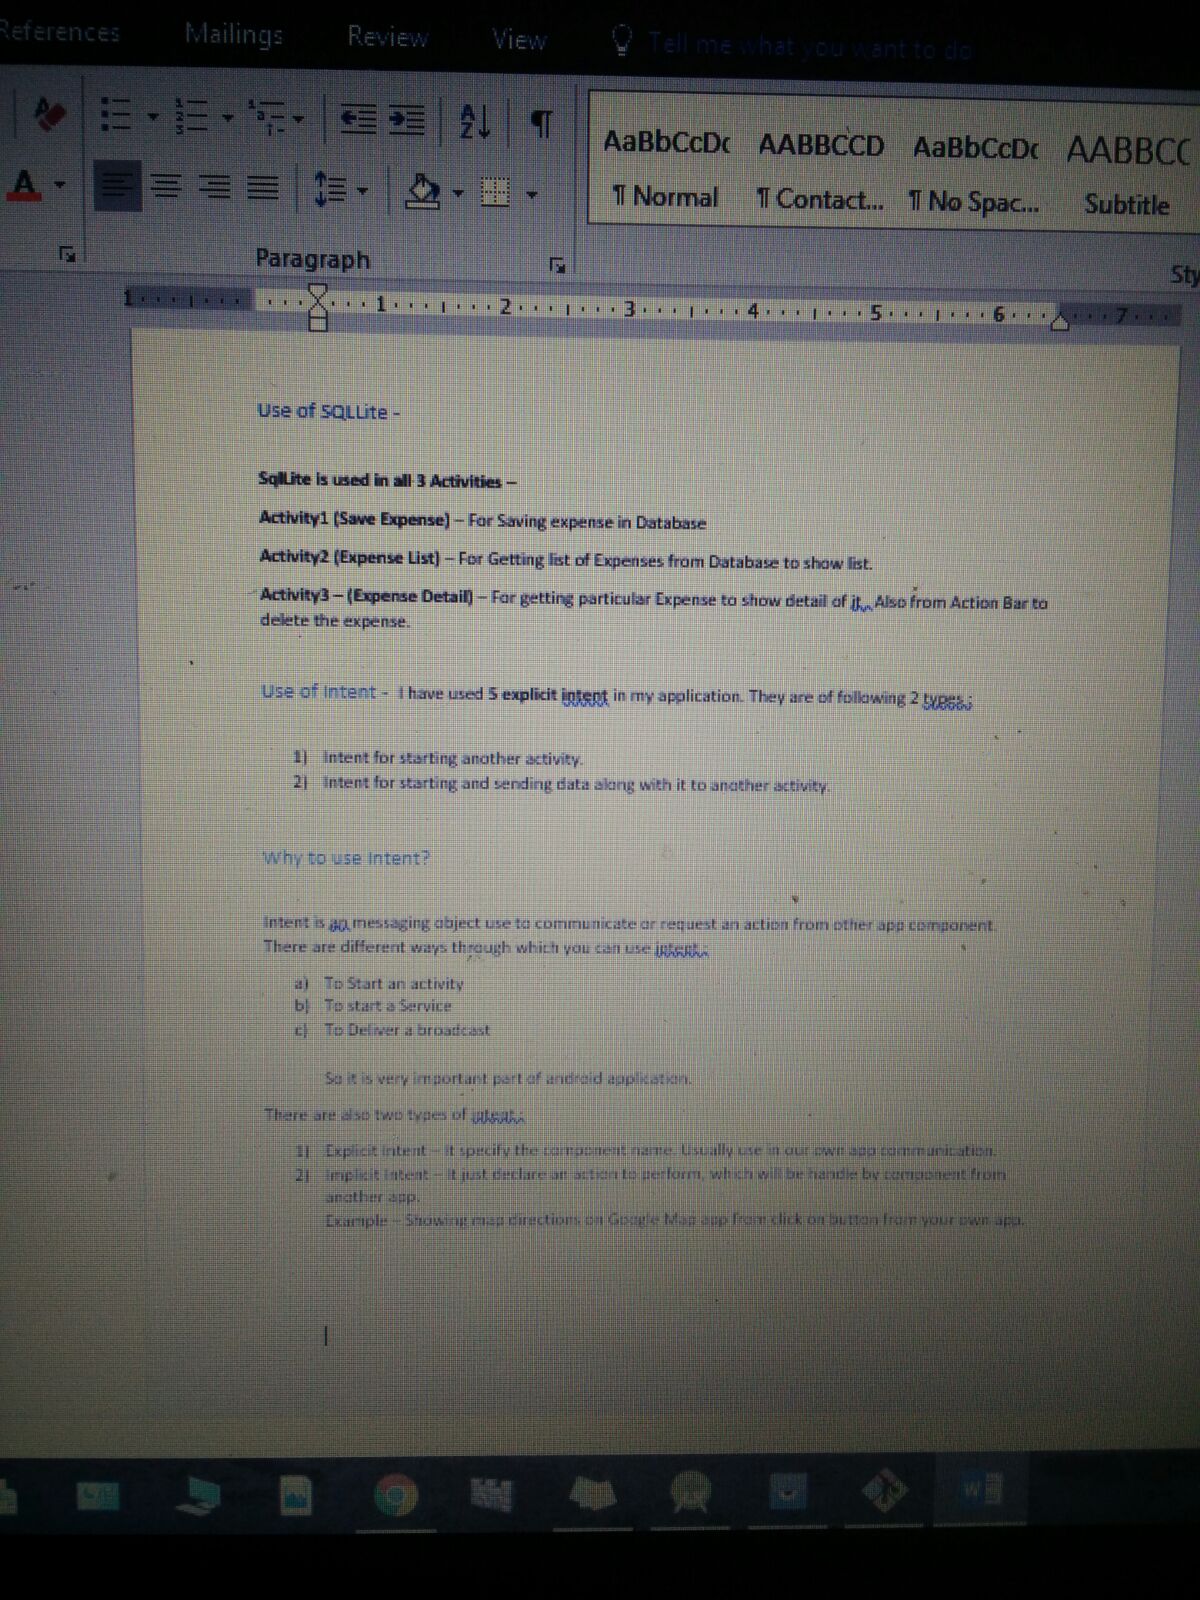 References Mailings Review View Tell me what you want to do
AaBbCcDc AABBCCD AaBbCcDc AABBCC
¶ Normal ¶ Contact... ¶ No Spac... Subtitle
Paragraph Sty
1 1 2 3 4 5 6 7
Use of SQLLite -
SqlLite is used in all 3 Activities –
Activity1 (Save Expense) – For Saving expense in Database
Activity2 (Expense List) – For Getting list of Expenses from Database to show list.
Activity3 – (Expense Detail) – For getting particular Expense to show detail of it. Also from Action Bar to
delete the expense.
Use of Intent - I have used 5 explicit intent in my application. They are of following 2 types :
1) Intent for starting another activity.
2) Intent for starting and sending data along with it to another activity.
Why to use Intent?
Intent is an messaging object use to communicate or request an action from other app component.
There are different ways through which you can use intent :
a) To Start an activity
b) To start a Service
c) To Deliver a broadcast
So it is very important part of android application.
There are also two types of intent :
1) Explicit Intent – It specify the component name. Usually use in our own app communication.
2) Implicit Intent – It just declare an action to perform, which will be handle by component from
another app.
Example – Showing map directions on Google Map app from click on button from your own app.